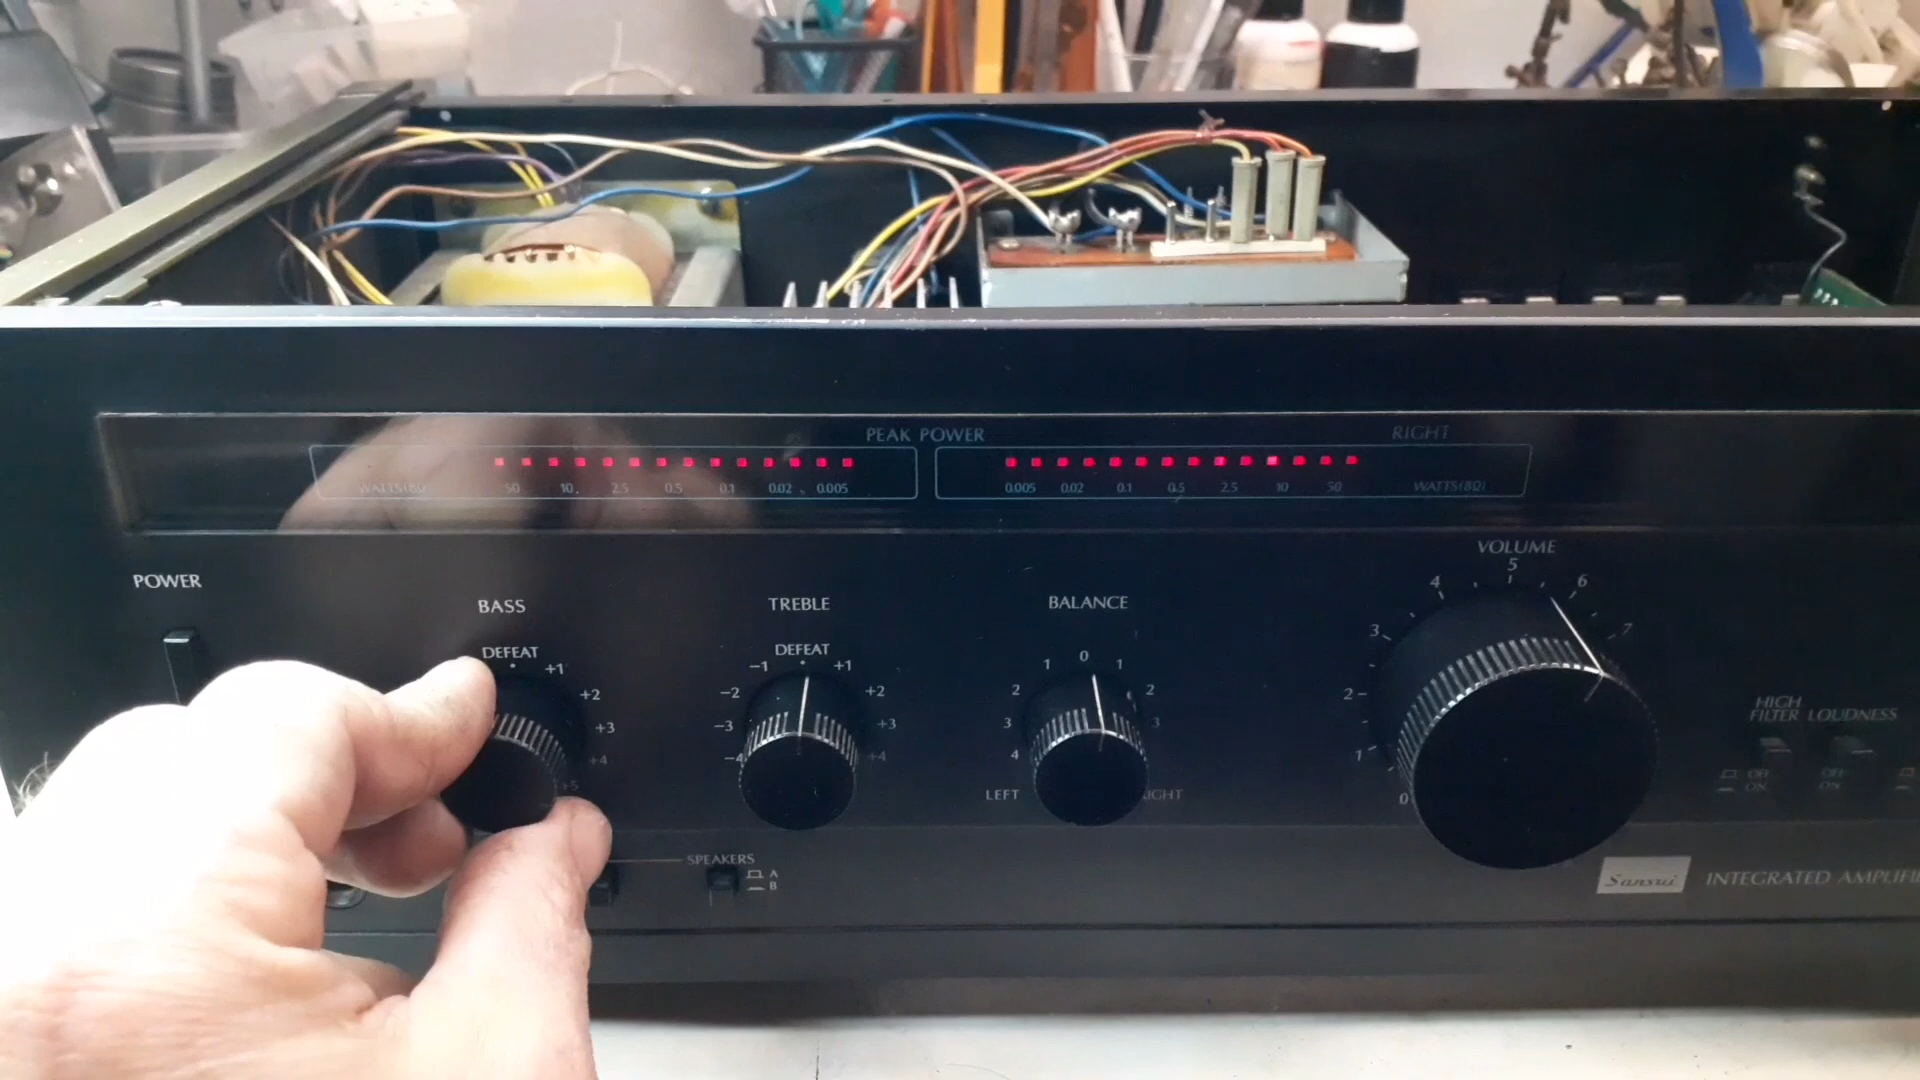 PEAK POWER RIGHT
WATTS(8Ω) 50 10 2.5 0.5 0.1 0.02 0.005
0.005 0.02 0.1 0.5 2.5 10 50 WATTS(8Ω)
POWER
BASS
DEFEAT
+1
+2
+3
+4
+5
TREBLE
DEFEAT
-1 +1
-2 +2
-3 +3
-4 +4
BALANCE
0
1 1
2 2
3 3
4
LEFT
VOLUME
5
4 6
3 7
2
1
0
HIGH
FILTER LOUDNESS
OFF OFF
ON ON
SPEAKERS
A
B
Sansui INTEGRATED